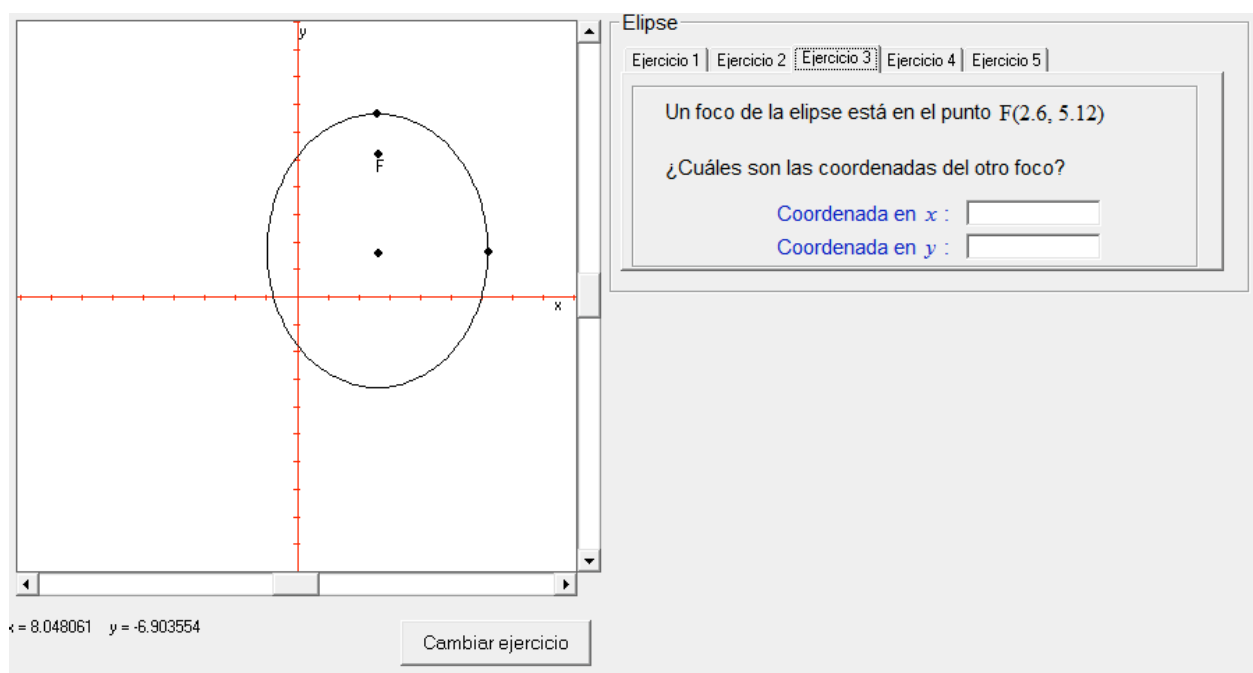 y
F
x
x = 8.048061 y = -6.903554
Cambiar ejercicio
Elipse
Ejercicio 1 Ejercicio 2 Ejercicio 3 Ejercicio 4 Ejercicio 5
Un foco de la elipse está en el punto F(2.6, 5.12)
¿Cuáles son las coordenadas del otro foco?
Coordenada en x :
Coordenada en y :